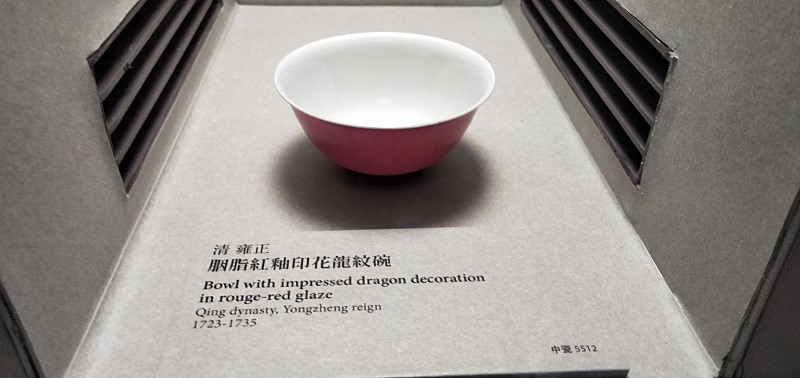 清 雍正
胭脂紅釉印花龍紋碗
Bowl with impressed dragon decoration
in rouge-red glaze
Qing dynasty, Yongzheng reign
1723-1735
中瓷 5512